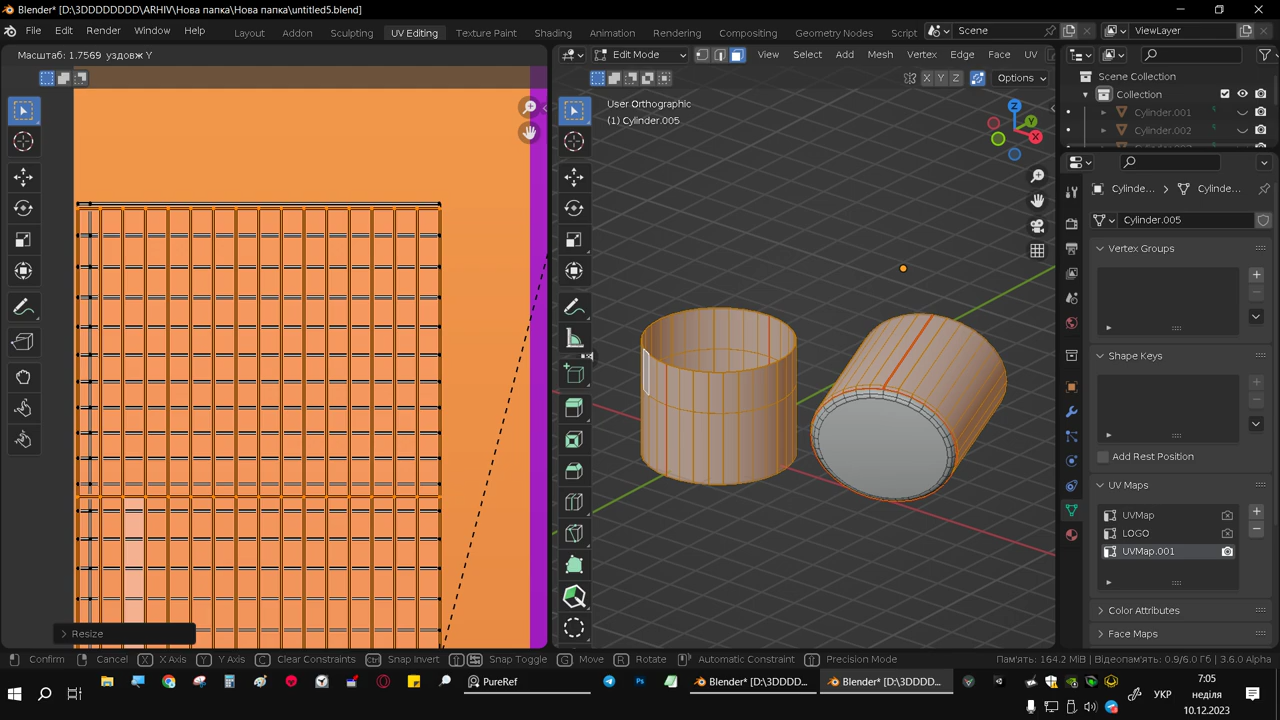 Blender* [D:\3DDDDDDDD\ARHIV\Нова папка\Нова папка\untitled5.blend]
File Edit Render Window Help Layout Modeling Sculpting UV Editing Texture Paint Shading Animation Rendering Compositing Geometry Nodes Script Scene ViewLayer
Масштаб: 1.7569 уздовж Y
Edit Mode View Select Add Mesh Vertex Edge Face UV
X Y Z Options
User Orthographic
(1) Cylinder.005
Z
Y
X
Scene Collection
Collection
Cylinder.001
Cylinder.002
Cylinde... Cylinde...
Cylinder.005
Vertex Groups
Shape Keys
Add Rest Position
UV Maps
UVMap
LOGO
UVMap.001
Color Attributes
Face Maps
Resize
Confirm Cancel X X Axis Y Y Axis C Clear Constraints Ctrl Snap Invert Snap Toggle G Move R Rotate Automatic Constraint Precision Mode Пам'ять: 164.2 MiB | Відеопам'ять: 0.9/6.0 Гб | 3.6.0 Alpha
PureRef Blender* [D:\3DDDD... Blender* [D:\3DDDD... УКР
7:05
неділя
10.12.2023